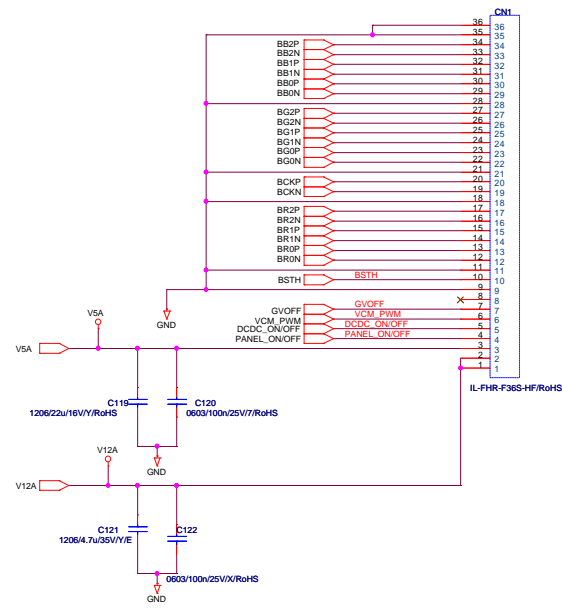 CN1
36 36
35 35
BB2P 34 34
BB2N 33 33
BB1P 32 32
BB1N 31 31
BB0P 30 30
BB0N 29 29
28 28
BG2P 27 27
BG2N 26 26
BG1P 25 25
BG1N 24 24
BG0P 23 23
BG0N 22 22
21 21
BCKP 20 20
BCKN 19 19
18 18
BR2P 17 17
BR2N 16 16
BR1P 15 15
BR1N 14 14
BR0P 13 13
BR0N 12 12
11 11
BSTH BSTH 10 10
9 9
8 8
GVOFF GVOFF 7 7
VCM_PWM VCM_PWM 6 6
DCDC_ON/OFF DCDC_ON/OFF 5 5
PANEL_ON/OFF PANEL_ON/OFF 4 4
3 3
2 2
1 1
GND
V5A
V5A
IL-FHR-F36S-HF/RoHS
C119
1206/22u/16V/Y/RoHS
C120
0603/100n/25V/7/RoHS
GND
V12A
V12A
C121
1206/4.7u/35V/Y/E
C122
0603/100n/25V/X/RoHS
GND